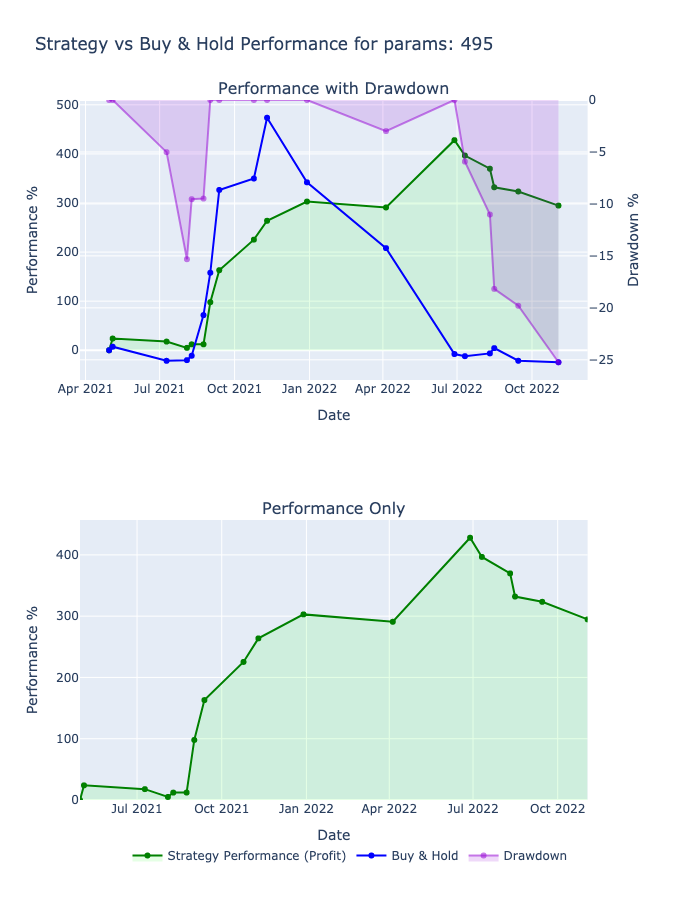 Strategy vs Buy & Hold Performance for params: 495
Performance with Drawdown
500
400
300
200
100
0
Performance %
0
−5
−10
−15
−20
−25
Drawdown %
Apr 2021 Jul 2021 Oct 2021 Jan 2022 Apr 2022 Jul 2022 Oct 2022
Date
Performance Only
400
300
200
100
0
Performance %
Jul 2021 Oct 2021 Jan 2022 Apr 2022 Jul 2022 Oct 2022
Date
Strategy Performance (Profit) Buy & Hold Drawdown